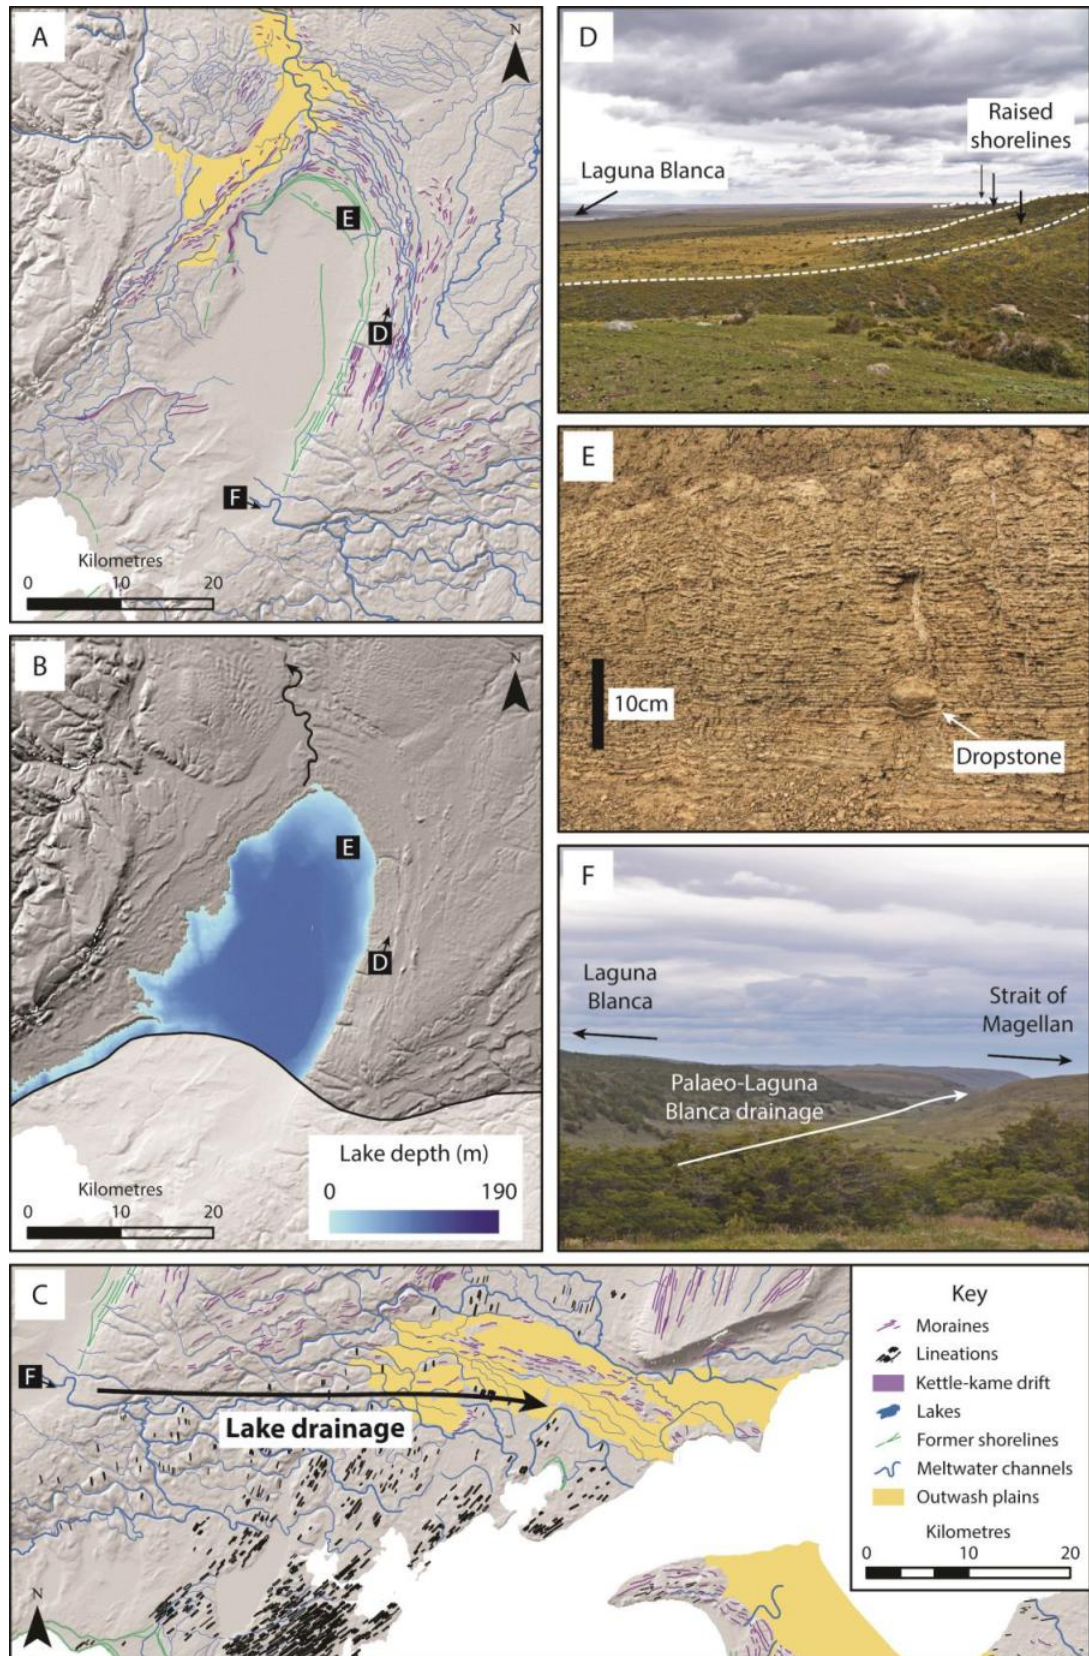 A
N
E
D
F
Kilometres
0 10 20
B
N
E
D
Lake depth (m)
0 190
Kilometres
0 10 20
D
Raised
shorelines
Laguna Blanca
E
10cm
Dropstone
F
Laguna
Blanca
Strait of
Magellan
Palaeo-Laguna
Blanca drainage
C
F
Lake drainage
N
Key
Moraines
Lineations
Kettle-kame drift
Lakes
Former shorelines
Meltwater channels
Outwash plains
Kilometres
0 10 20